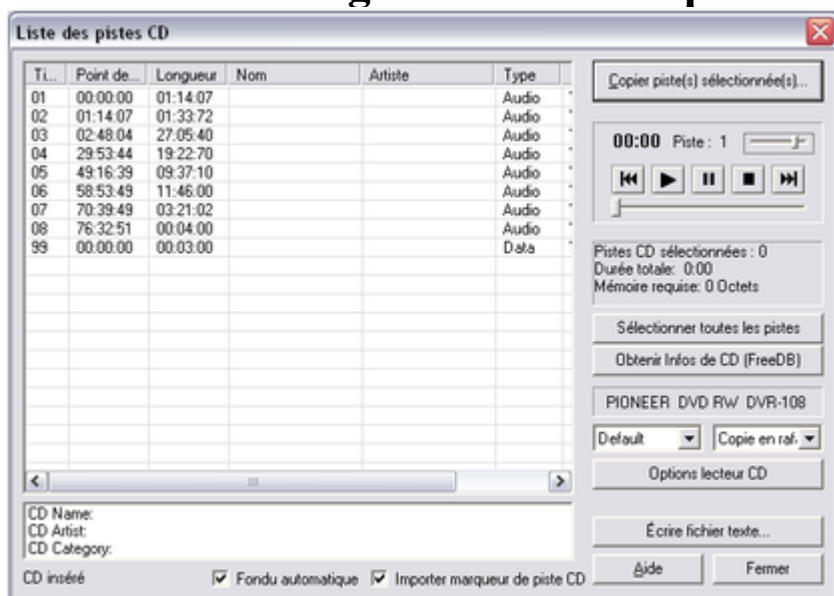 Liste des pistes CD
Ti... Point de... Longueur Nom Artiste Type
01 00:00:00 01:14:07 Audio
02 01:14:07 01:33:72 Audio
03 02:48:04 27:05:40 Audio
04 29:53:44 19:22:70 Audio
05 49:16:39 09:37:10 Audio
06 58:53:49 11:46:00 Audio
07 70:39:49 03:21:02 Audio
08 76:32:51 00:04:00 Audio
99 00:00:00 00:03:00 Data
CD Name:
CD Artist:
CD Category:
CD inséré
Fondu automatique
Importer marqueur de piste CD
Copier piste(s) sélectionnée(s)...
00:00 Piste : 1
Pistes CD sélectionnées : 0
Durée totale: 0:00
Mémoire requise: 0 Octets
Sélectionner toutes les pistes
Obtenir Infos de CD (FreeDB)
PIONEER DVD RW DVR-108
Default
Copie en raf.
Options lecteur CD
Écrire fichier texte...
Aide
Fermer